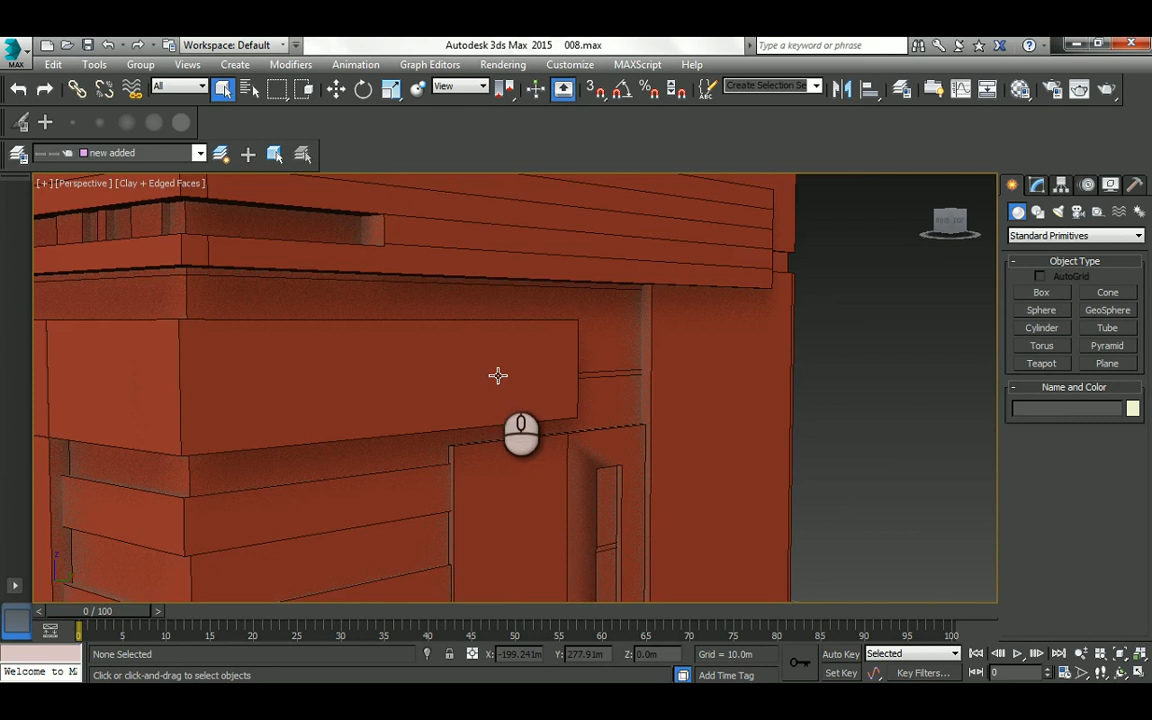 Workspace: Default
Autodesk 3ds Max 2015 008.max
Type a keyword or phrase
MAX
Edit Tools Group Views Create Modifiers Animation Graph Editors Rendering Customize MAXScript Help
All
View
Create Selection Se
new added
[+] [Perspective] [Clay + Edged Faces]
Standard Primitives
Object Type
AutoGrid
Box Cone
Sphere GeoSphere
Cylinder Tube
Torus Pyramid
Teapot Plane
Name and Color
z
0 / 100
0 5 10 15 20 25 30 35 40 45 50 55 60 65 70 75 80 85 90 95 100
None Selected
X: -199.241m Y: 277.91m Z: 0.0m
Grid = 10.0m
Auto Key Selected
Welcome to M
Click or click-and-drag to select objects
Add Time Tag
Set Key Key Filters...
0